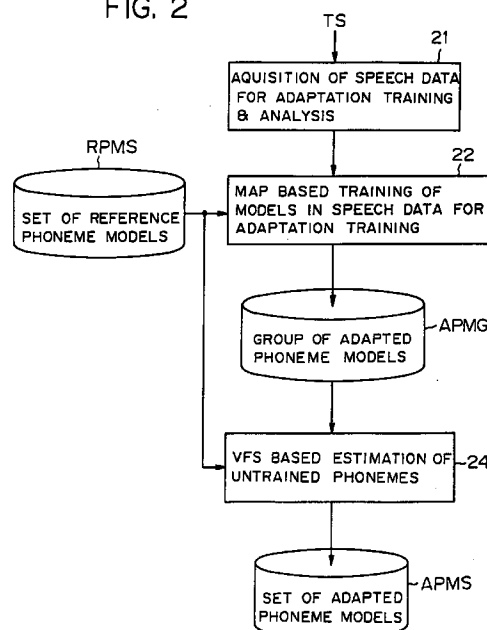 FIG. 2
TS
21
AQUISITION OF SPEECH DATA
FOR ADAPTATION TRAINING
& ANALYSIS
RPMS
22
SET OF REFERENCE
PHONEME MODELS
MAP BASED TRAINING OF
MODELS IN SPEECH DATA FOR
ADAPTATION TRAINING
GROUP OF ADAPTED
PHONEME MODELS
APMG
VFS BASED ESTIMATION OF
UNTRAINED PHONEMES
24
SET OF ADAPTED
PHONEME MODELS
APMS